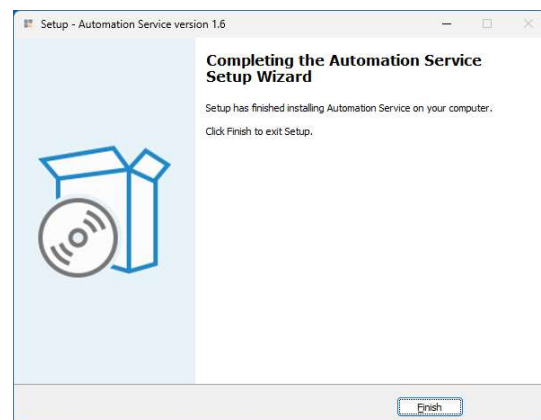 Setup - Automation Service version 1.6
Completing the Automation Service
Setup Wizard
Setup has finished installing Automation Service on your computer.
Click Finish to exit Setup.
Finish